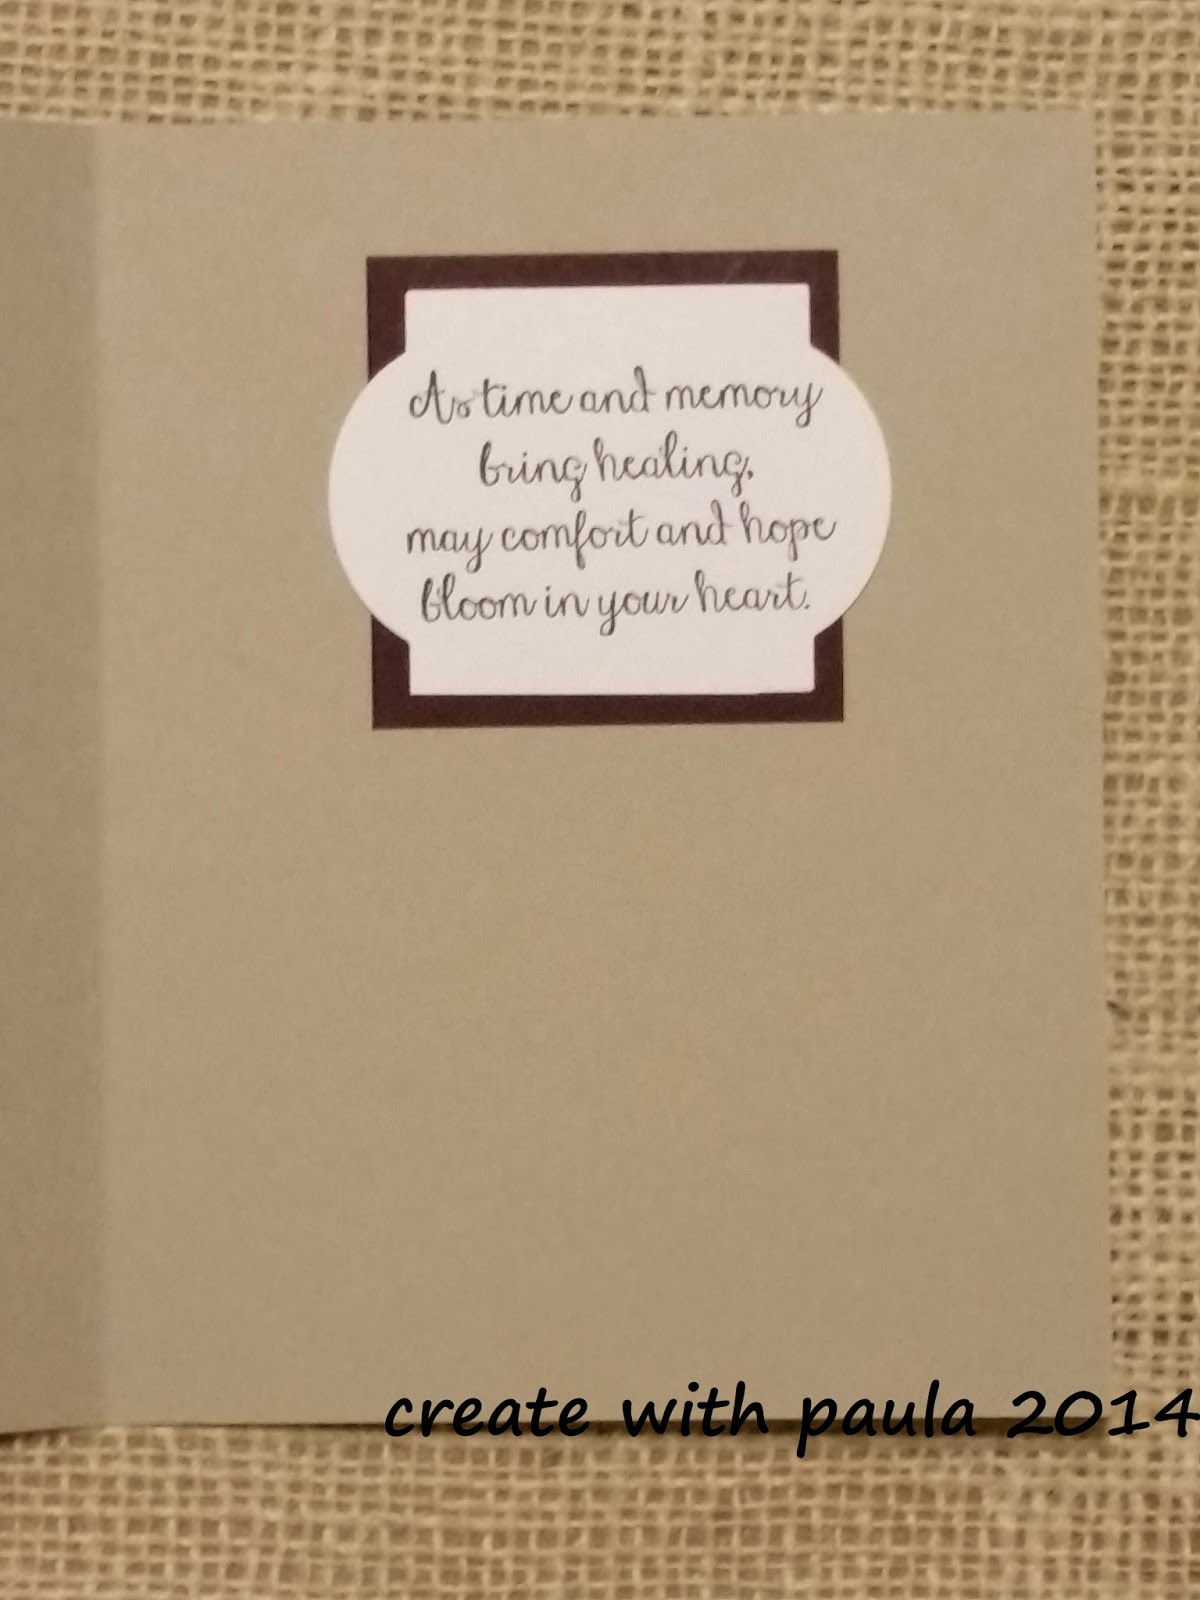 As time and memory
bring healing,
may comfort and hope
bloom in your heart.
create with paula 2014